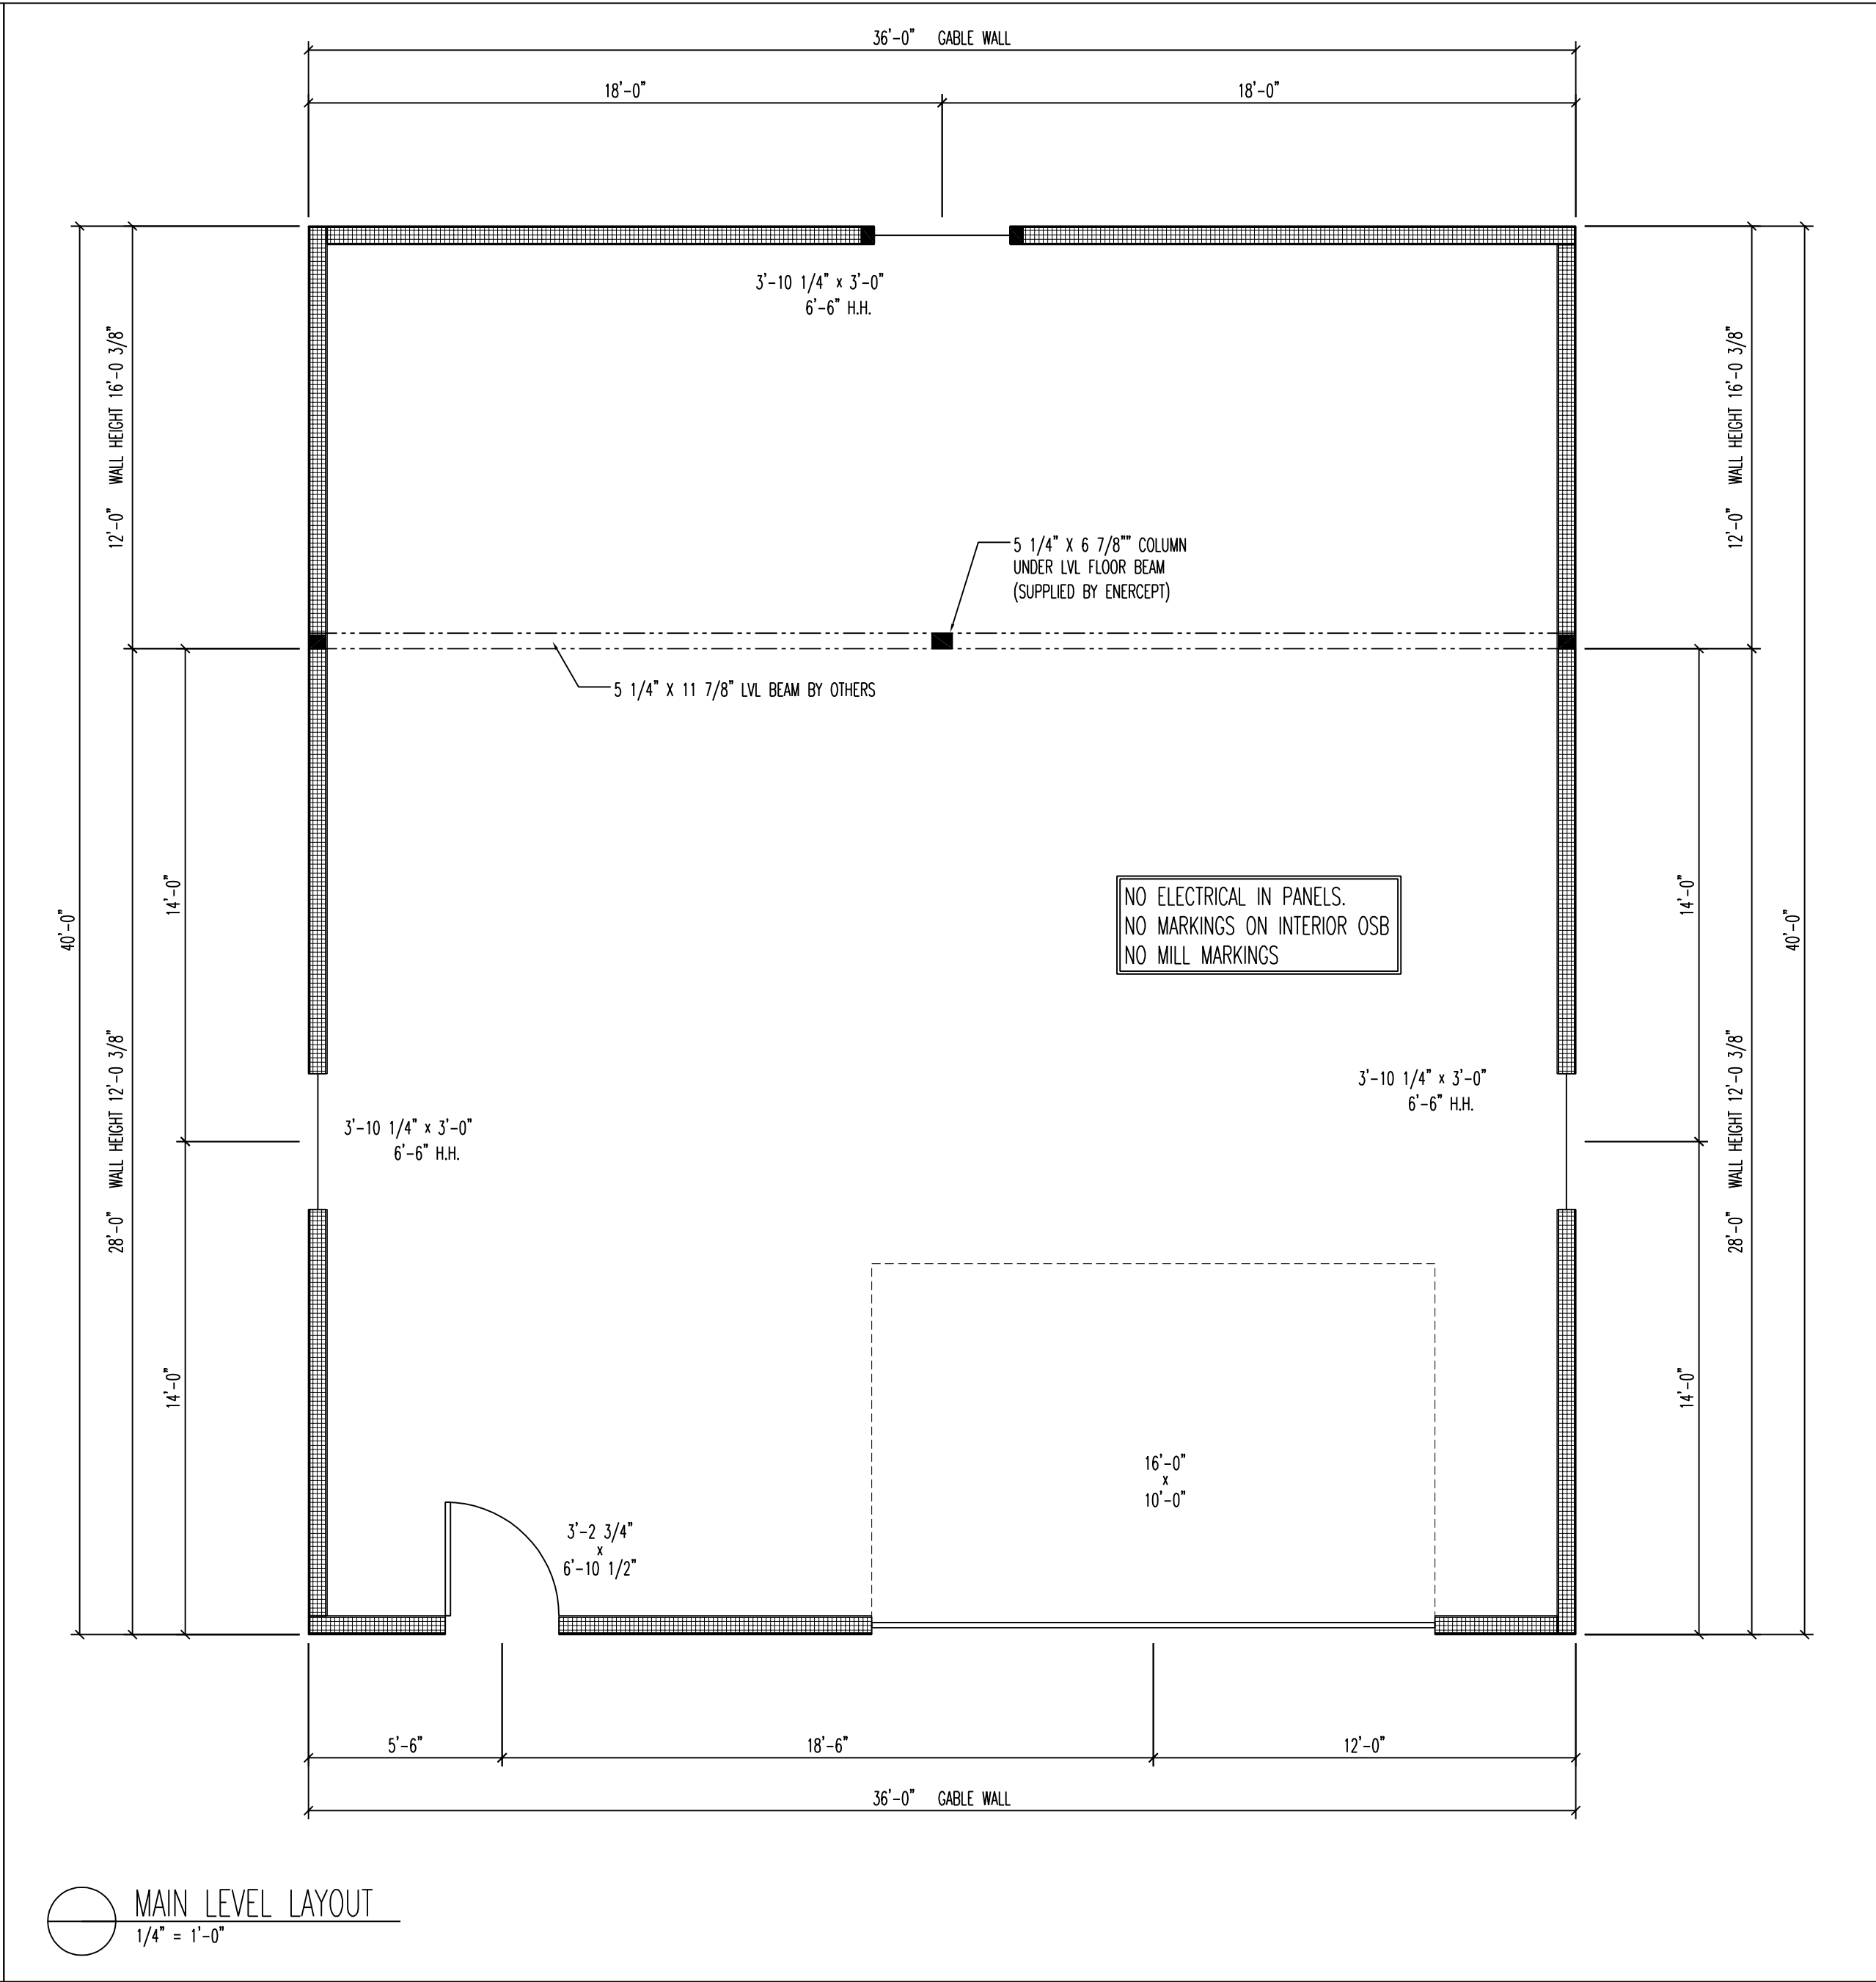 36'-0" GABLE WALL
18'-0"
18'-0"
3'-10 1/4" x 3'-0"
6'-6" H.H.
12'-0" WALL HEIGHT 16'-0 3/8"
12'-0" WALL HEIGHT 16'-0 3/8"
5 1/4" X 6 7/8"" COLUMN
UNDER LVL FLOOR BEAM
(SUPPLIED BY ENERCEPT)
5 1/4" X 11 7/8" LVL BEAM BY OTHERS
40'-0"
14'-0"
NO ELECTRICAL IN PANELS.
NO MARKINGS ON INTERIOR OSB
NO MILL MARKINGS
14'-0"
40'-0"
28'-0" WALL HEIGHT 12'-0 3/8"
3'-10 1/4" x 3'-0"
6'-6" H.H.
3'-10 1/4" x 3'-0"
6'-6" H.H.
28'-0" WALL HEIGHT 12'-0 3/8"
14'-0"
14'-0"
16'-0"
x
10'-0"
3'-2 3/4"
x
6'-10 1/2"
5'-6"
18'-6"
12'-0"
36'-0" GABLE WALL
MAIN LEVEL LAYOUT
1/4" = 1'-0"